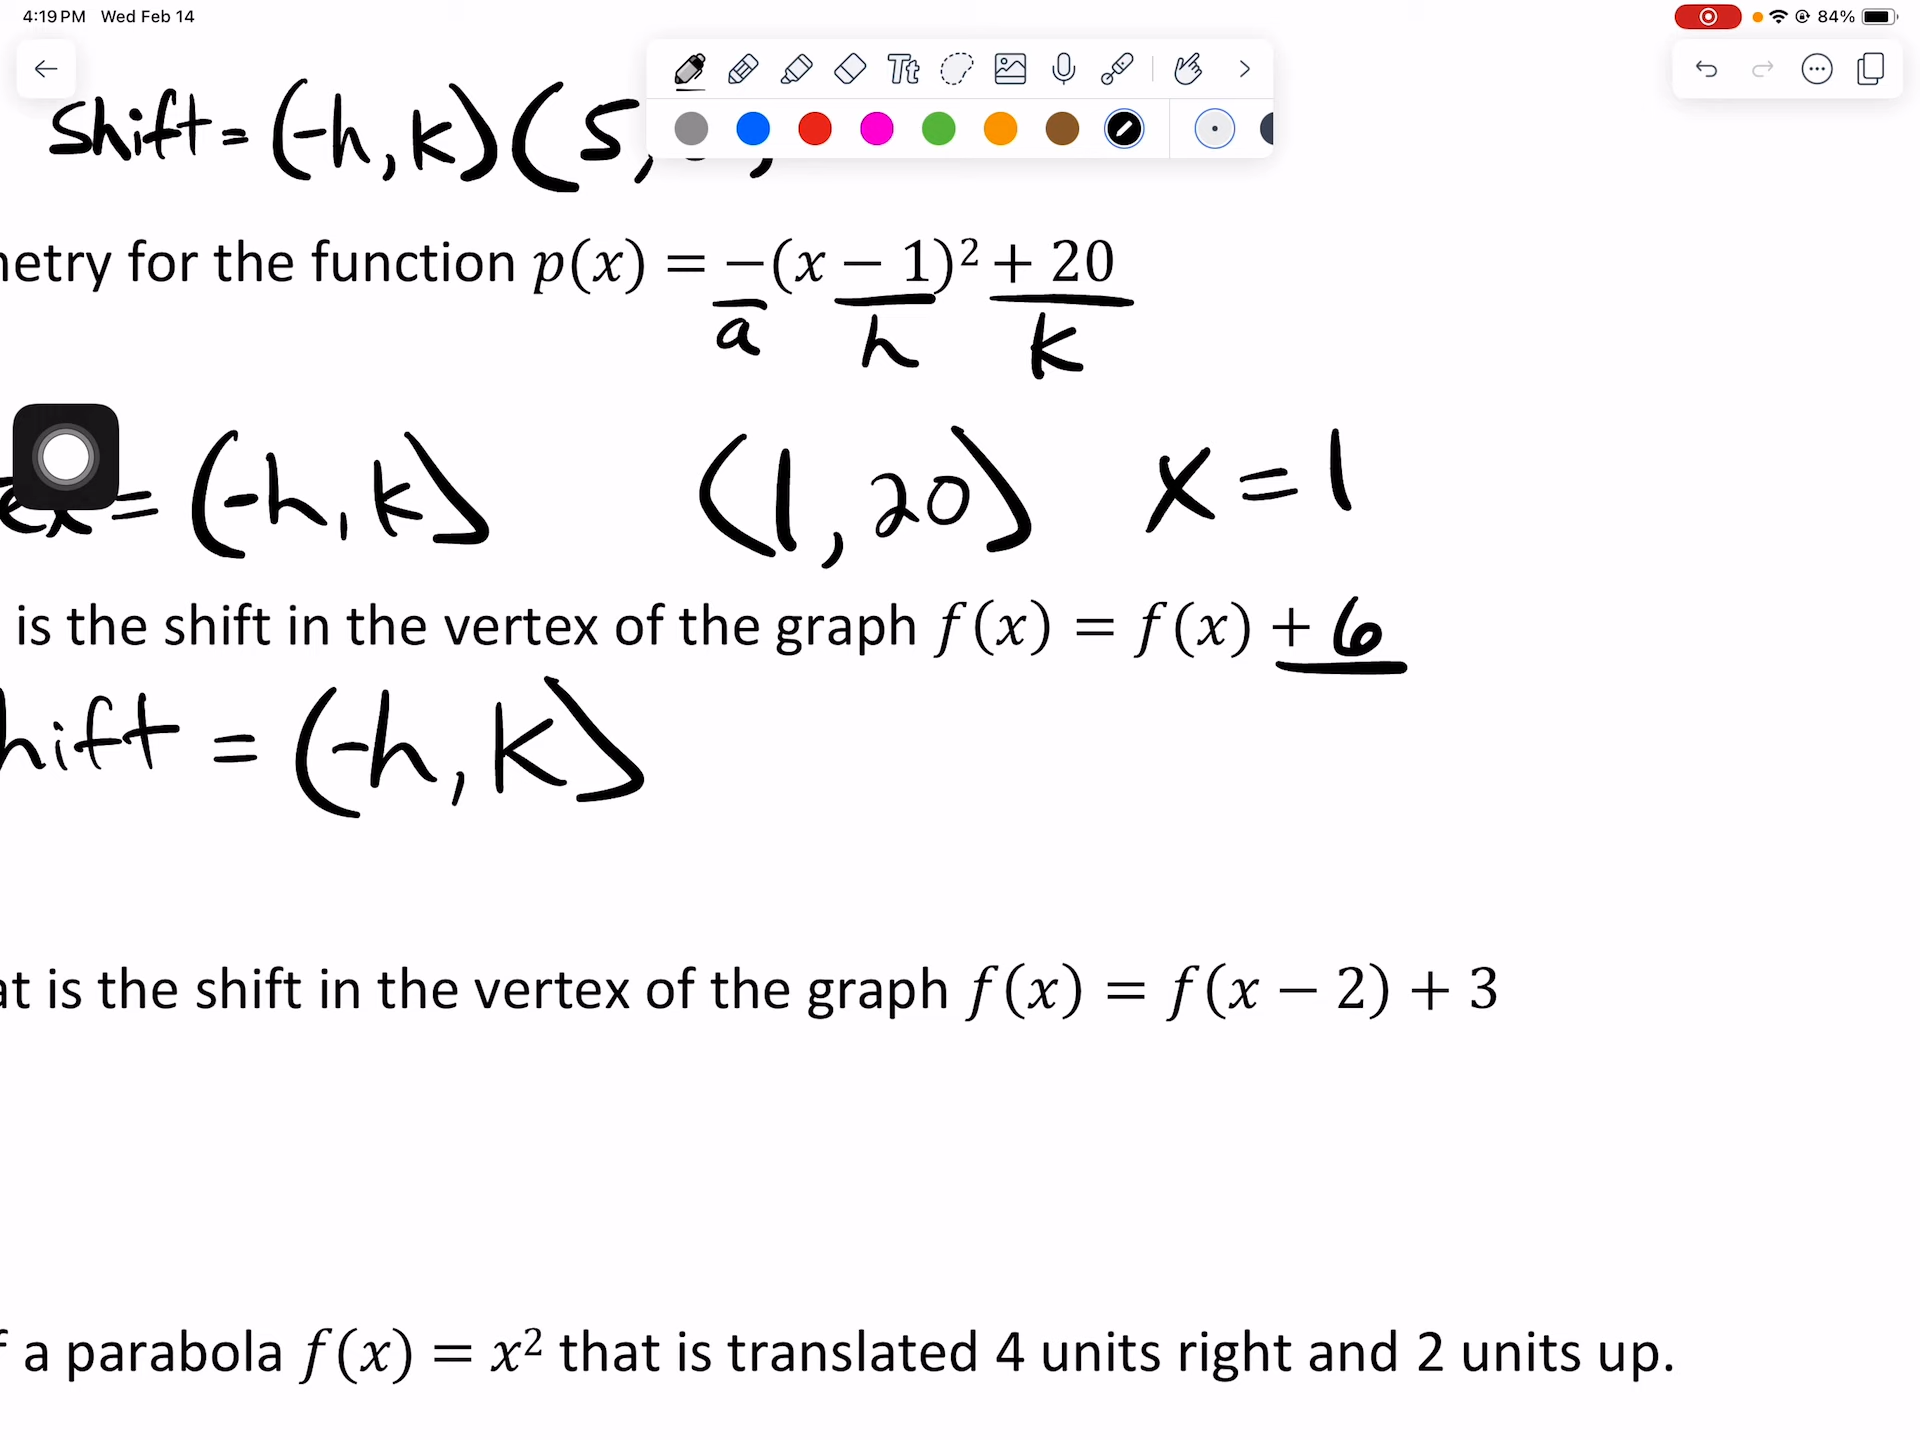 4:19 PM Wed Feb 14
84%
Tt
shift = (-h, k) (5,
for the function p(x) = −(x − 1)² + 20
a h k
= (-h, k) (1, 20) x = 1
is the shift in the vertex of the graph f(x) = f(x) + 6
hift = (-h, k)
at is the shift in the vertex of the graph f(x) = f(x − 2) + 3
a parabola f(x) = x² that is translated 4 units right and 2 units up.